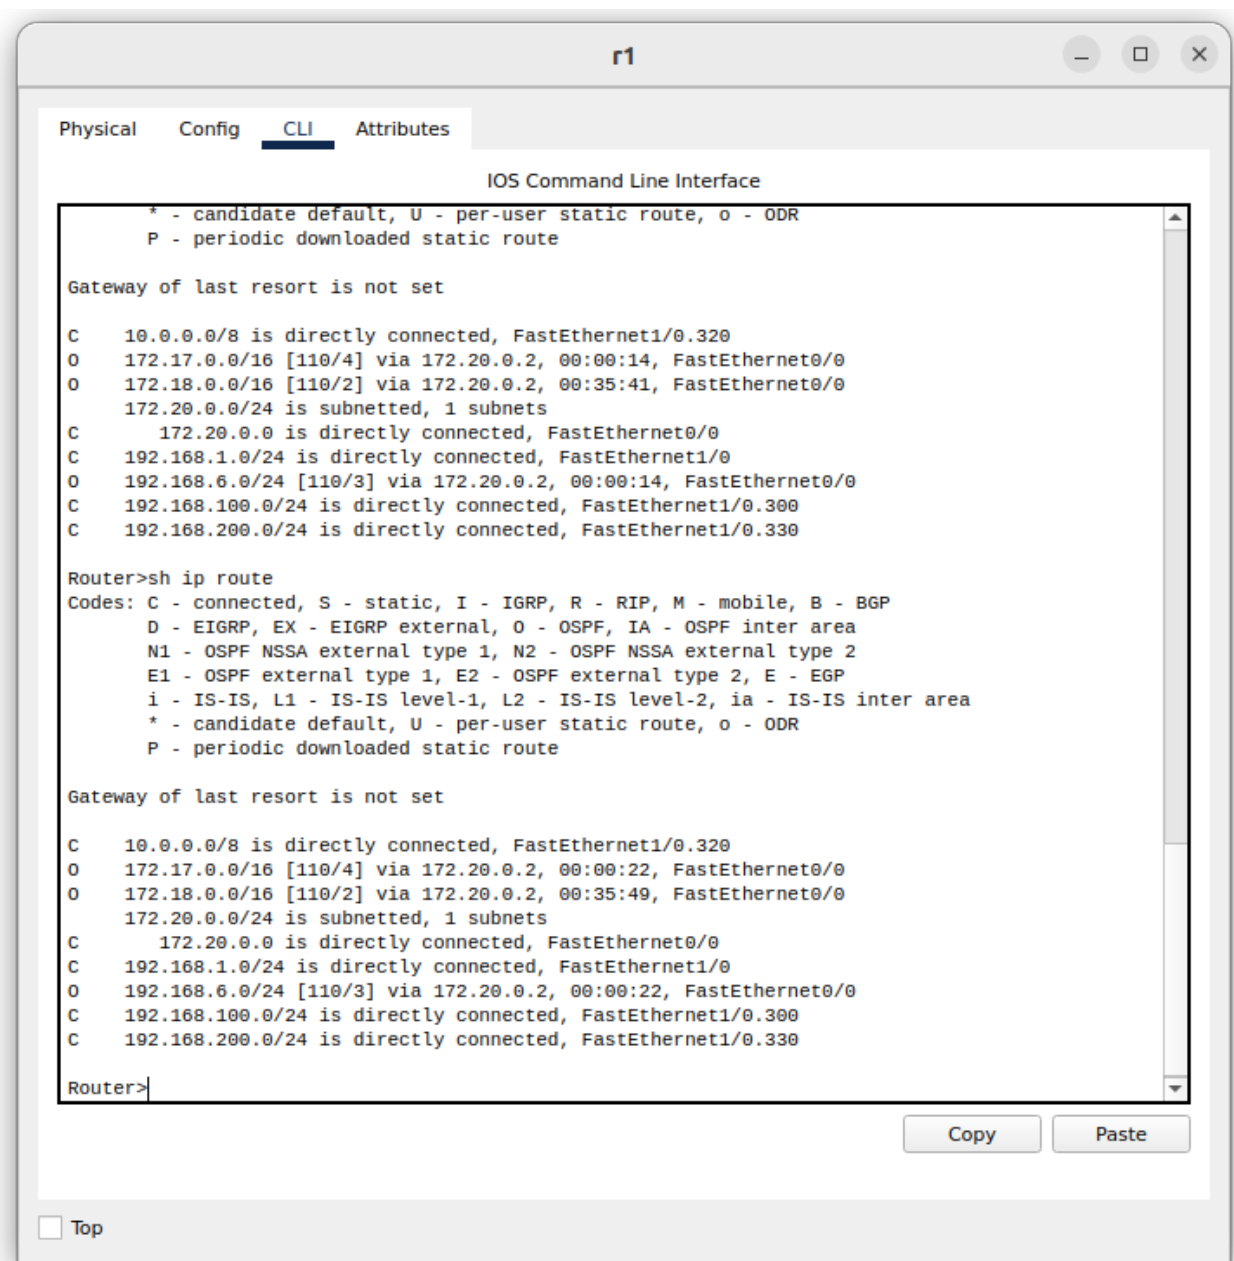 r1
Physical Config CLI Attributes
IOS Command Line Interface
* - candidate default, U - per-user static route, o - ODR
P - periodic downloaded static route
Gateway of last resort is not set
C 10.0.0.0/8 is directly connected, FastEthernet1/0.320
O 172.17.0.0/16 [110/4] via 172.20.0.2, 00:00:14, FastEthernet0/0
O 172.18.0.0/16 [110/2] via 172.20.0.2, 00:35:41, FastEthernet0/0
172.20.0.0/24 is subnetted, 1 subnets
C 172.20.0.0 is directly connected, FastEthernet0/0
C 192.168.1.0/24 is directly connected, FastEthernet1/0
O 192.168.6.0/24 [110/3] via 172.20.0.2, 00:00:14, FastEthernet0/0
C 192.168.100.0/24 is directly connected, FastEthernet1/0.300
C 192.168.200.0/24 is directly connected, FastEthernet1/0.330
Router>sh ip route
Codes: C - connected, S - static, I - IGRP, R - RIP, M - mobile, B - BGP
D - EIGRP, EX - EIGRP external, O - OSPF, IA - OSPF inter area
N1 - OSPF NSSA external type 1, N2 - OSPF NSSA external type 2
E1 - OSPF external type 1, E2 - OSPF external type 2, E - EGP
i - IS-IS, L1 - IS-IS level-1, L2 - IS-IS level-2, ia - IS-IS inter area
* - candidate default, U - per-user static route, o - ODR
P - periodic downloaded static route
Gateway of last resort is not set
C 10.0.0.0/8 is directly connected, FastEthernet1/0.320
O 172.17.0.0/16 [110/4] via 172.20.0.2, 00:00:22, FastEthernet0/0
O 172.18.0.0/16 [110/2] via 172.20.0.2, 00:35:49, FastEthernet0/0
172.20.0.0/24 is subnetted, 1 subnets
C 172.20.0.0 is directly connected, FastEthernet0/0
C 192.168.1.0/24 is directly connected, FastEthernet1/0
O 192.168.6.0/24 [110/3] via 172.20.0.2, 00:00:22, FastEthernet0/0
C 192.168.100.0/24 is directly connected, FastEthernet1/0.300
C 192.168.200.0/24 is directly connected, FastEthernet1/0.330
Router>
Copy Paste
Top